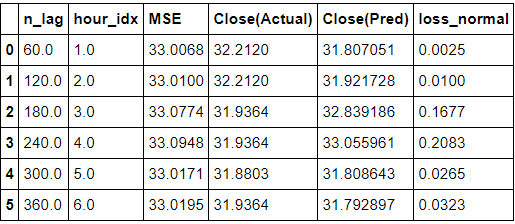 n_lag hour_idx MSE Close(Actual) Close(Pred) loss_normal
0 60.0 1.0 33.0068 32.2120 31.807051 0.0025
1 120.0 2.0 33.0100 32.2120 31.921728 0.0100
2 180.0 3.0 33.0774 31.9364 32.839186 0.1677
3 240.0 4.0 33.0948 31.9364 33.055961 0.2083
4 300.0 5.0 33.0171 31.8803 31.808643 0.0265
5 360.0 6.0 33.0195 31.9364 31.792897 0.0323